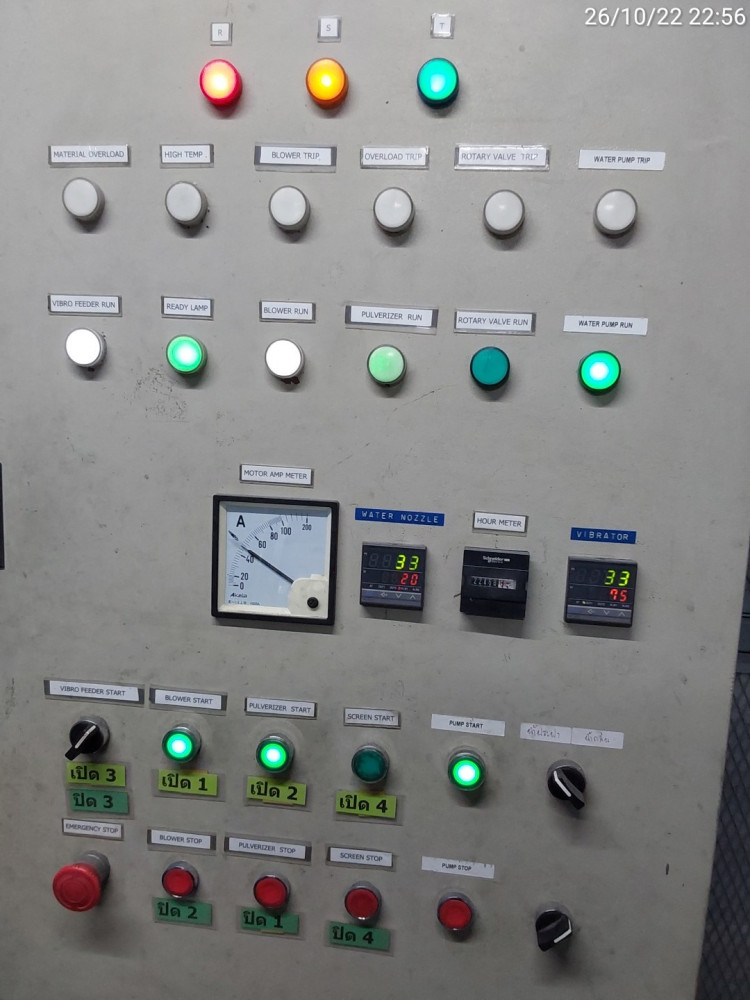 26/10/22 22:56
R
S
T
MATERIAL OVERLOAD
HIGH TEMP.
BLOWER TRIP
OVERLOAD TRIP
ROTARY VALVE TRIP
WATER PUMP TRIP
VIBRO FEEDER RUN
READY LAMP
BLOWER RUN
PULVERIZER RUN
ROTARY VALVE RUN
WATER PUMP RUN
MOTOR AMP METER
WATER NOZZLE
HOUR METER
VIBRATOR
A
0
20
40
60
80
100
200
33
20
Schneider
33
75
VIBRO FEEDER START
BLOWER START
PULVERIZER START
SCREEN START
PUMP START
เปิด 3
เปิด 1
เปิด 2
เปิด 4
ปิด 3
EMERGENCY STOP
BLOWER STOP
PULVERIZER STOP
SCREEN STOP
PUMP STOP
ปิด 2
ปิด 1
ปิด 4